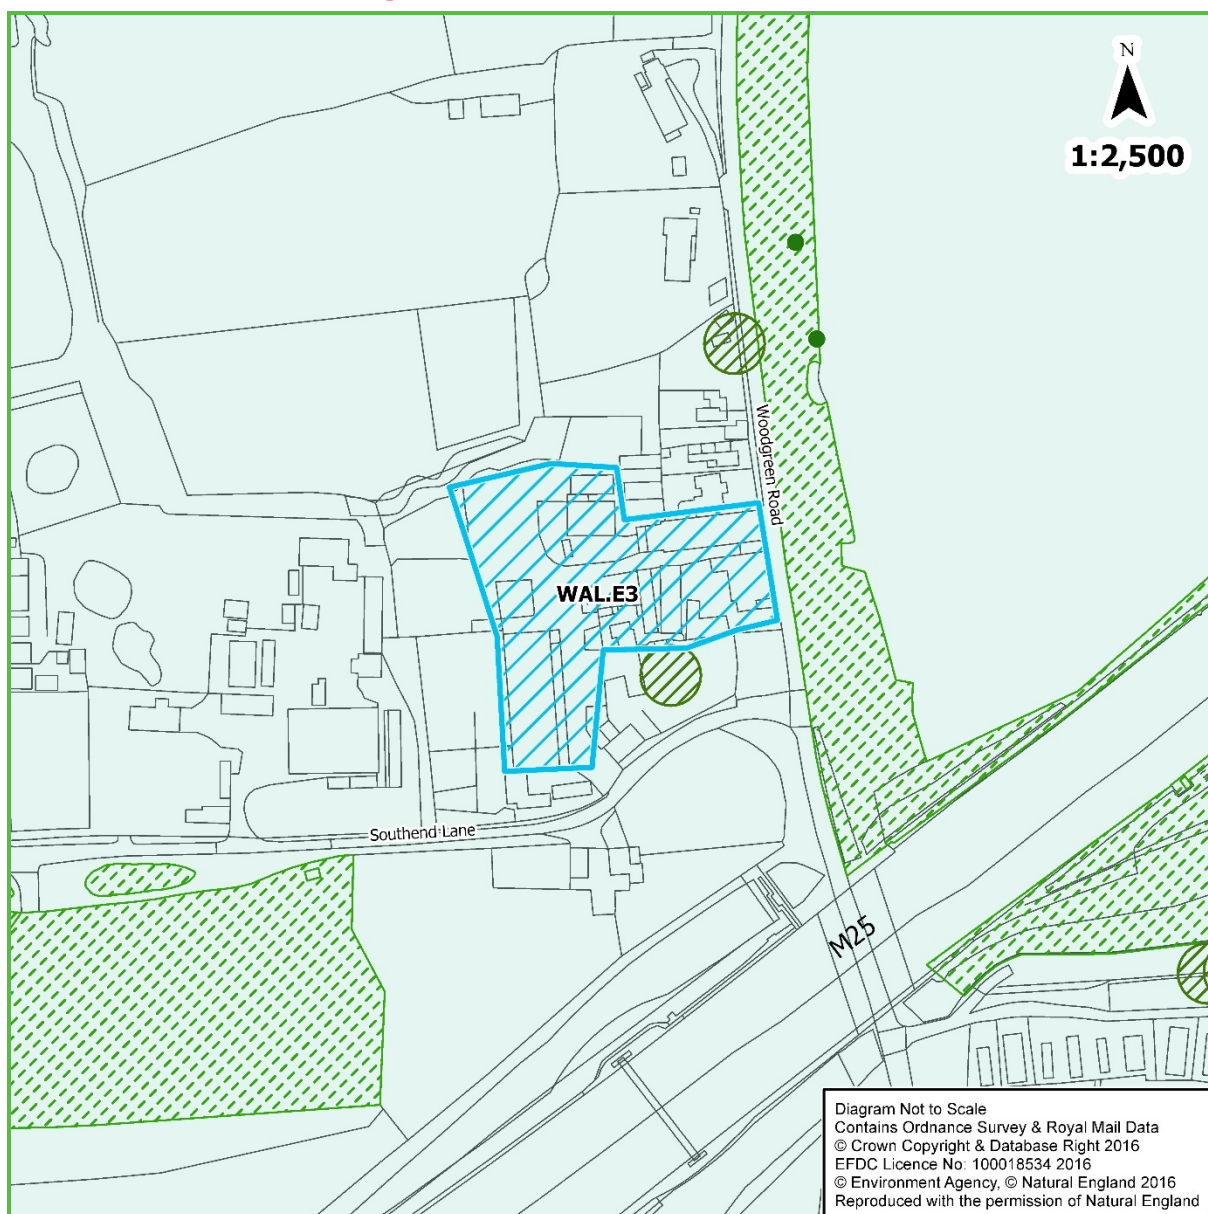 N
1:2,500
Woodgreen Road
WAL.E3
Southend Lane
M25
Diagram Not to Scale
Contains Ordnance Survey & Royal Mail Data
© Crown Copyright & Database Right 2016
EFDC Licence No: 100018534 2016
© Environment Agency, © Natural England 2016
Reproduced with the permission of Natural England